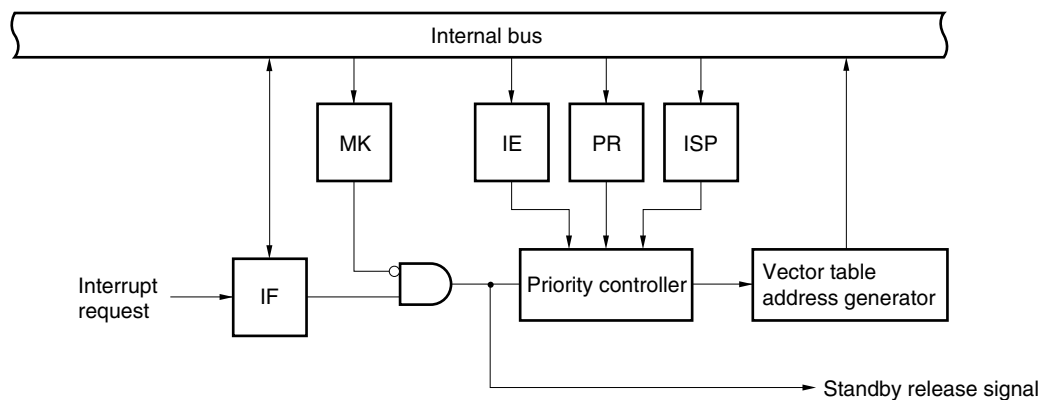 Internal bus
MK
IE
PR
ISP
Interrupt
request
IF
Priority controller
Vector table
address generator
Standby release signal